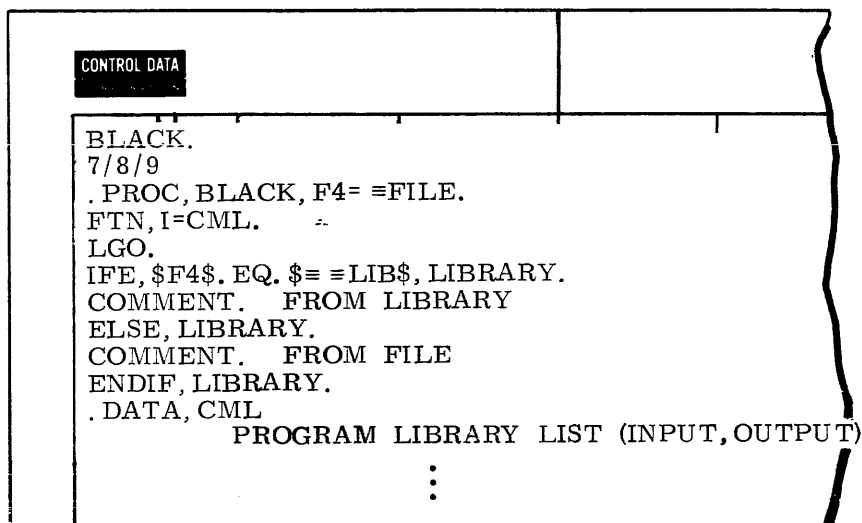 CONTROL DATA
BLACK.
7/8/9
.PROC,BLACK,F4= ≡FILE.
FTN,I=CML.
LGO.
IFE,$F4$.EQ.$≡ ≡LIB$,LIBRARY.
COMMENT. FROM LIBRARY
ELSE,LIBRARY.
COMMENT. FROM FILE
ENDIF,LIBRARY.
.DATA,CML
PROGRAM LIBRARY LIST (INPUT,OUTPUT)